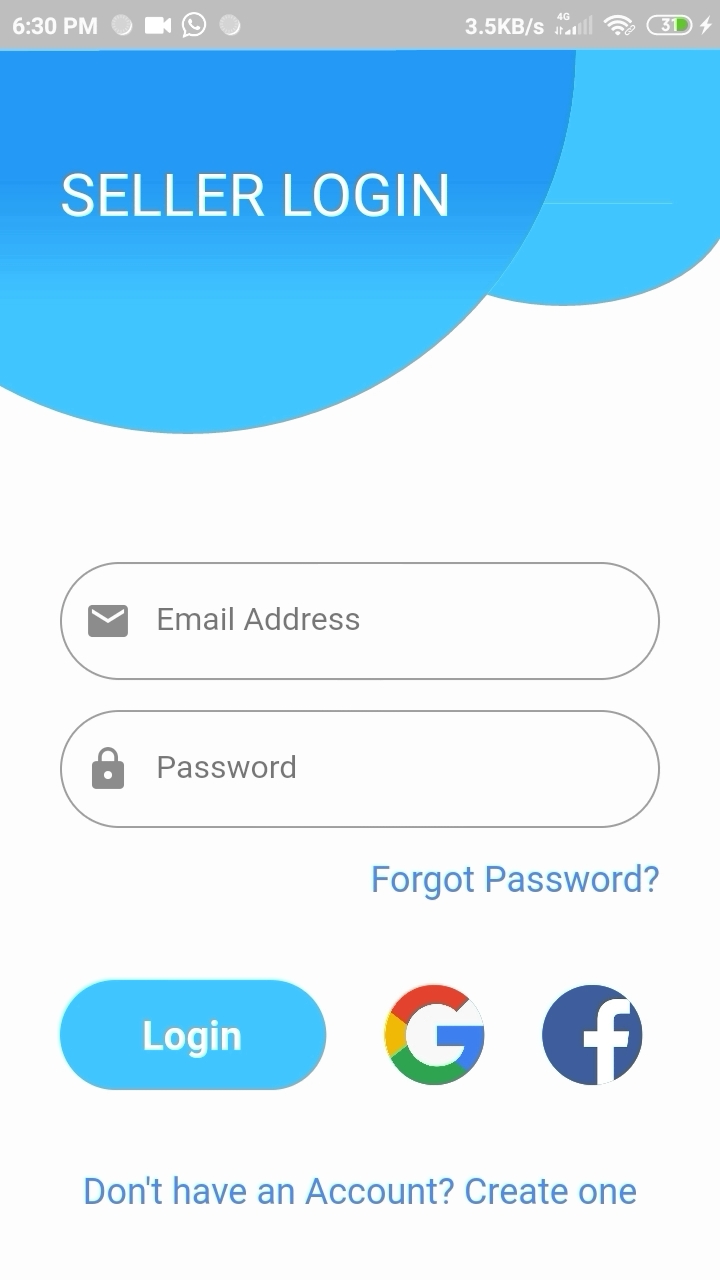 6:30 PM 3.5KB/s 4G 31
SELLER LOGIN
Email Address
Password
Forgot Password?
Login
Don't have an Account? Create one